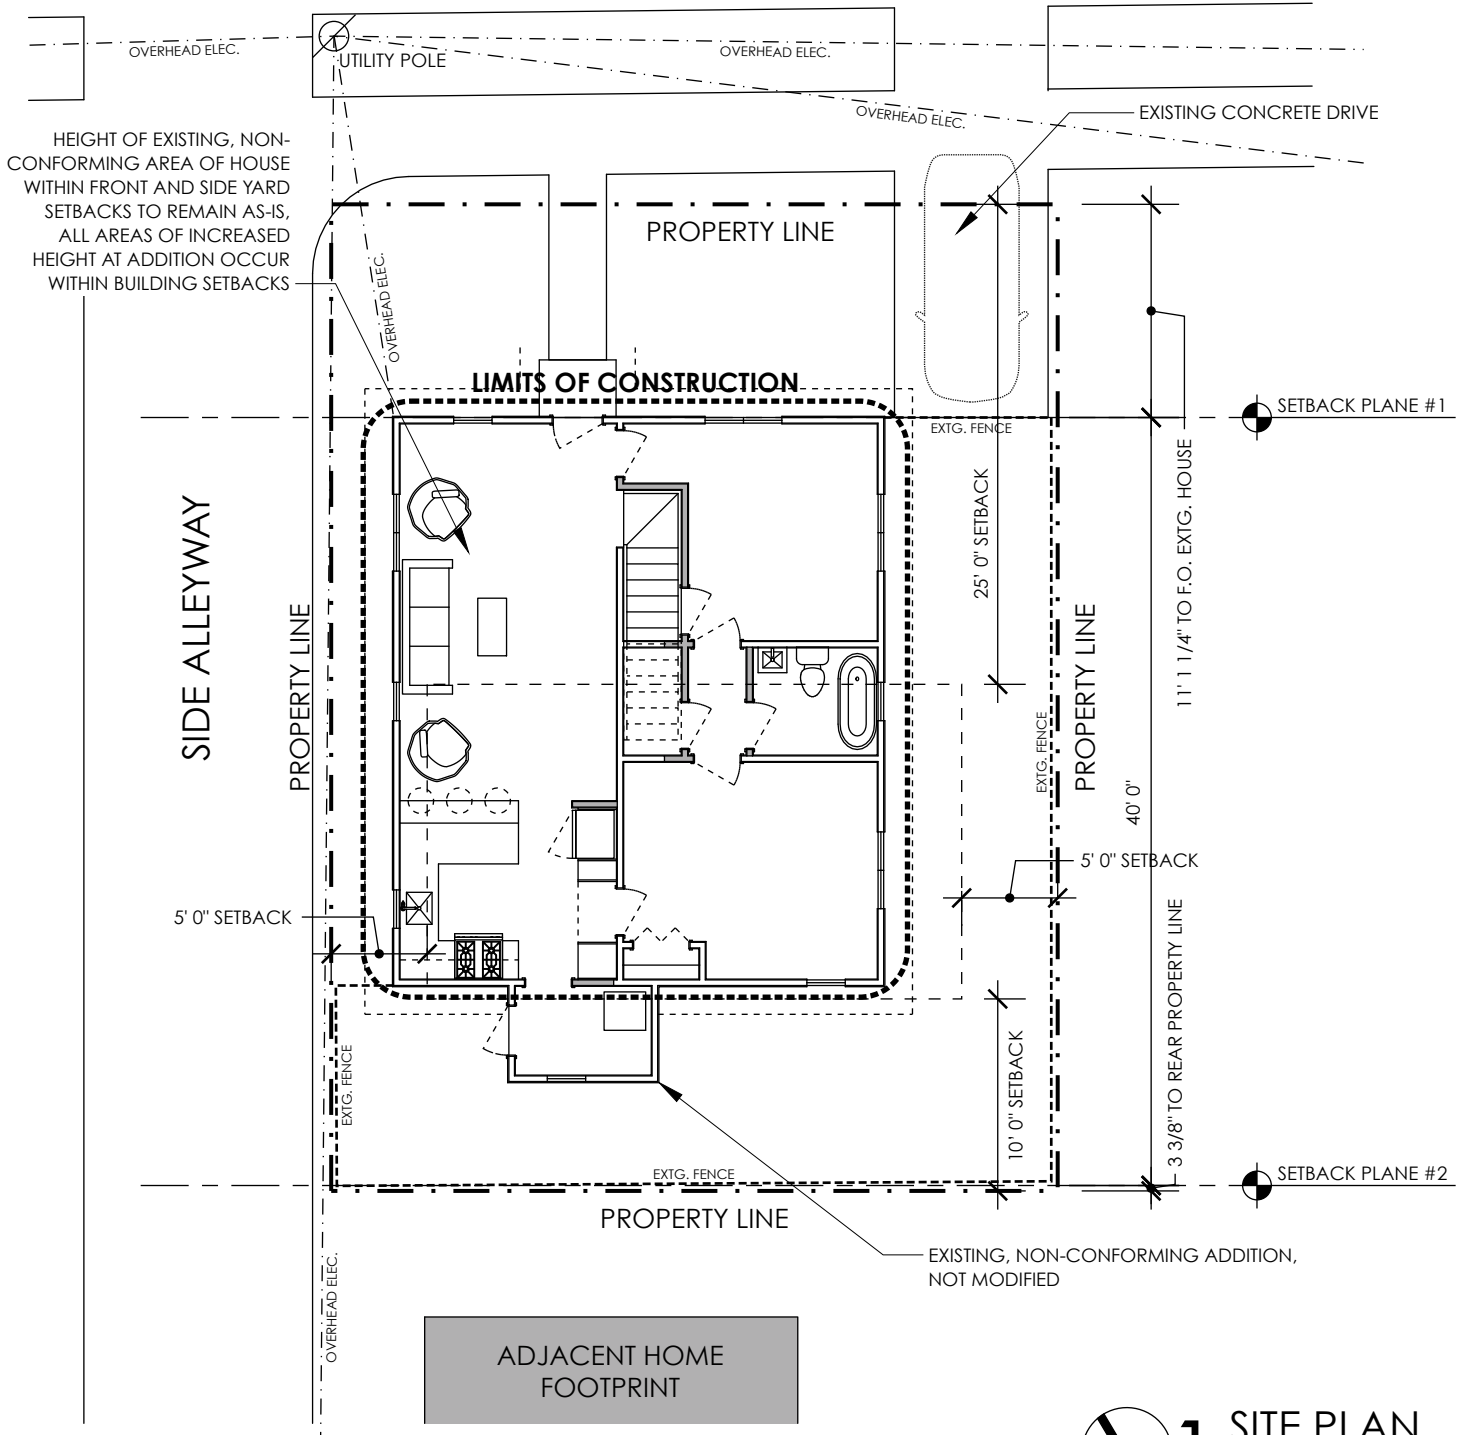 OVERHEAD ELEC.
OVERHEAD ELEC.
UTILITY POLE
OVERHEAD ELEC.
EXISTING CONCRETE DRIVE
HEIGHT OF EXISTING, NON-
CONFORMING AREA OF HOUSE
WITHIN FRONT AND SIDE YARD
SETBACKS TO REMAIN AS-IS,
ALL AREAS OF INCREASED
HEIGHT AT ADDITION OCCUR
WITHIN BUILDING SETBACKS
PROPERTY LINE
OVERHEAD ELEC.
LIMITS OF CONSTRUCTION
SETBACK PLANE #1
EXTG. FENCE
25' 0" SETBACK
11' 1 1/4" TO F.O. EXTG. HOUSE
SIDE ALLEYWAY
PROPERTY LINE
PROPERTY LINE
EXTG. FENCE
40' 0"
5' 0" SETBACK
5' 0" SETBACK
3 3/8" TO REAR PROPERTY LINE
10' 0" SETBACK
EXTG. FENCE
EXTG. FENCE
SETBACK PLANE #2
PROPERTY LINE
EXISTING, NON-CONFORMING ADDITION,
NOT MODIFIED
OVERHEAD ELEC.
ADJACENT HOME
FOOTPRINT
1 SITE PLAN